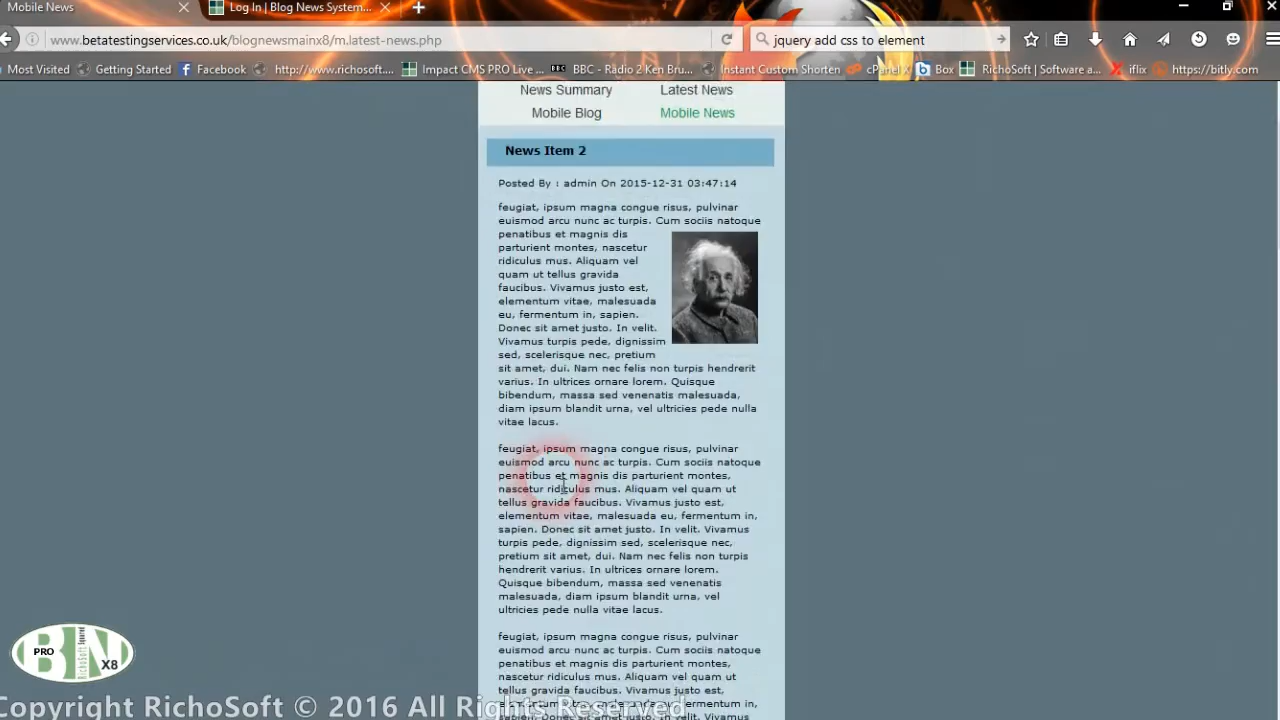 Mobile News
Log In | Blog News System...
www.betatestingservices.co.uk/blognewsmainx8/m.latest-news.php
jquery add css to element
Most Visited
Getting Started
Facebook
http://www.richosoft....
Impact CMS PRO Live ...
BBC - Radio 2 Ken Bru...
Instant Custom Shorten
cPanel X
Box
RichoSoft | Software a...
iflix
https://bitly.com
News Summary
Latest News
Mobile Blog
Mobile News
News Item 2
Posted By : admin On 2015-12-31 03:47:14
feugiat, ipsum magna congue risus, pulvinar
euismod arcu nunc ac turpis. Cum sociis natoque
penatibus et magnis dis
parturient montes, nascetur
ridiculus mus. Aliquam vel
quam ut tellus gravida
faucibus. Vivamus justo est,
elementum vitae, malesuada
eu, fermentum in, sapien.
Donec sit amet justo. In velit.
Vivamus turpis pede, dignissim
sed, scelerisque nec, pretium
sit amet, dui. Nam nec felis non turpis hendrerit
varius. In ultrices ornare lorem. Quisque
bibendum, massa sed venenatis malesuada,
diam ipsum blandit urna, vel ultricies pede nulla
vitae lacus.
feugiat, ipsum magna congue risus, pulvinar
euismod arcu nunc ac turpis. Cum sociis natoque
penatibus et magnis dis parturient montes,
nascetur ridiculus mus. Aliquam vel quam ut
tellus gravida faucibus. Vivamus justo est,
elementum vitae, malesuada eu, fermentum in,
sapien. Donec sit amet justo. In velit. Vivamus
turpis pede, dignissim sed, scelerisque nec,
pretium sit amet, dui. Nam nec felis non turpis
hendrerit varius. In ultrices ornare lorem.
Quisque bibendum, massa sed venenatis
malesuada, diam ipsum blandit urna, vel
ultricies pede nulla vitae lacus.
feugiat, ipsum magna congue risus, pulvinar
euismod arcu nunc ac turpis. Cum sociis natoque
penatibus et magnis dis parturient montes,
nascetur ridiculus mus. Aliquam vel quam ut
tellus gravida faucibus. Vivamus justo est,
sapien. Donec sit amet justo. In velit. Vivamus
PRO
BN
X8
Copyright RichoSoft © 2016 All Rights Reserved